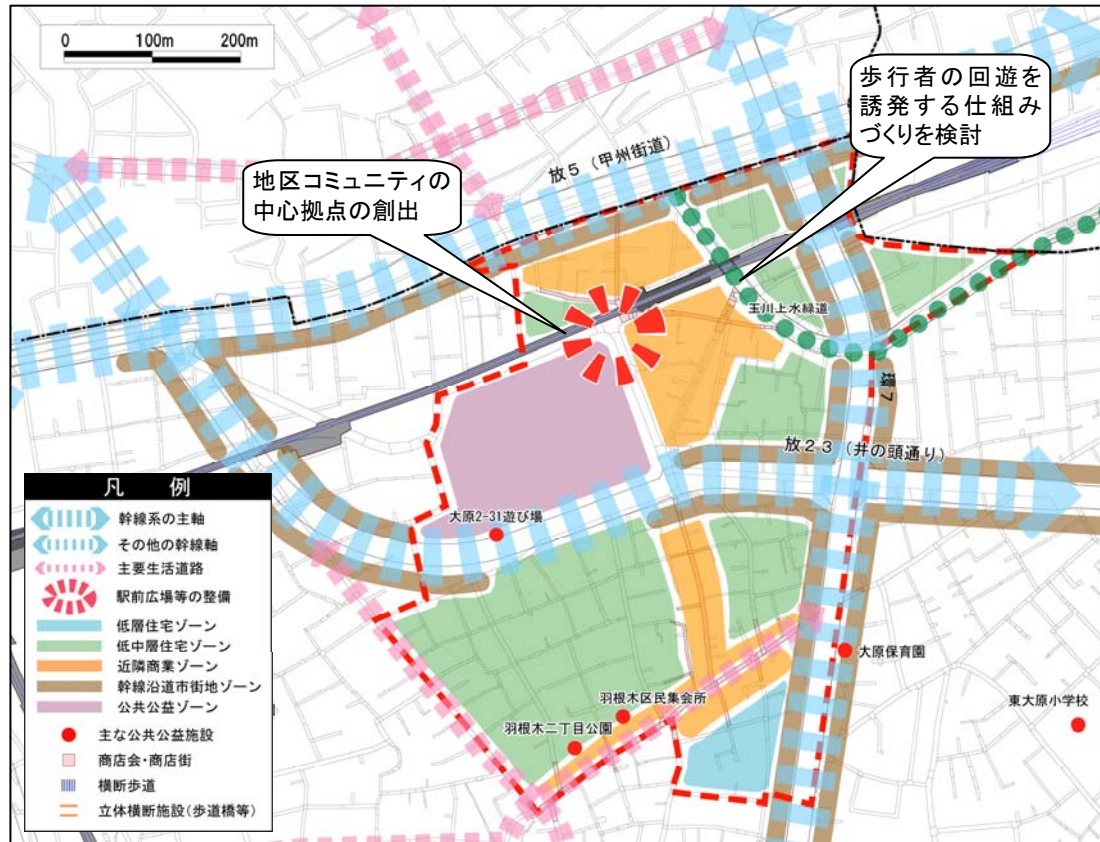 0 100m 200m
歩行者の回遊を
誘発する仕組み
づくりを検討
放5（甲州街道）
地区コミュニティの
中心拠点の創出
玉川上水緑道
環7
放23（井の頭通り）
大原2-31遊び場
大原保育園
羽根木区民集会所
東大原小学校
羽根木二丁目公園
凡 例
幹線系の主軸
その他の幹線軸
主要生活道路
駅前広場等の整備
低層住宅ゾーン
低中層住宅ゾーン
近隣商業ゾーン
幹線沿道市街地ゾーン
公共公益ゾーン
主な公共公益施設
商店会・商店街
横断歩道
立体横断施設（歩道橋等）